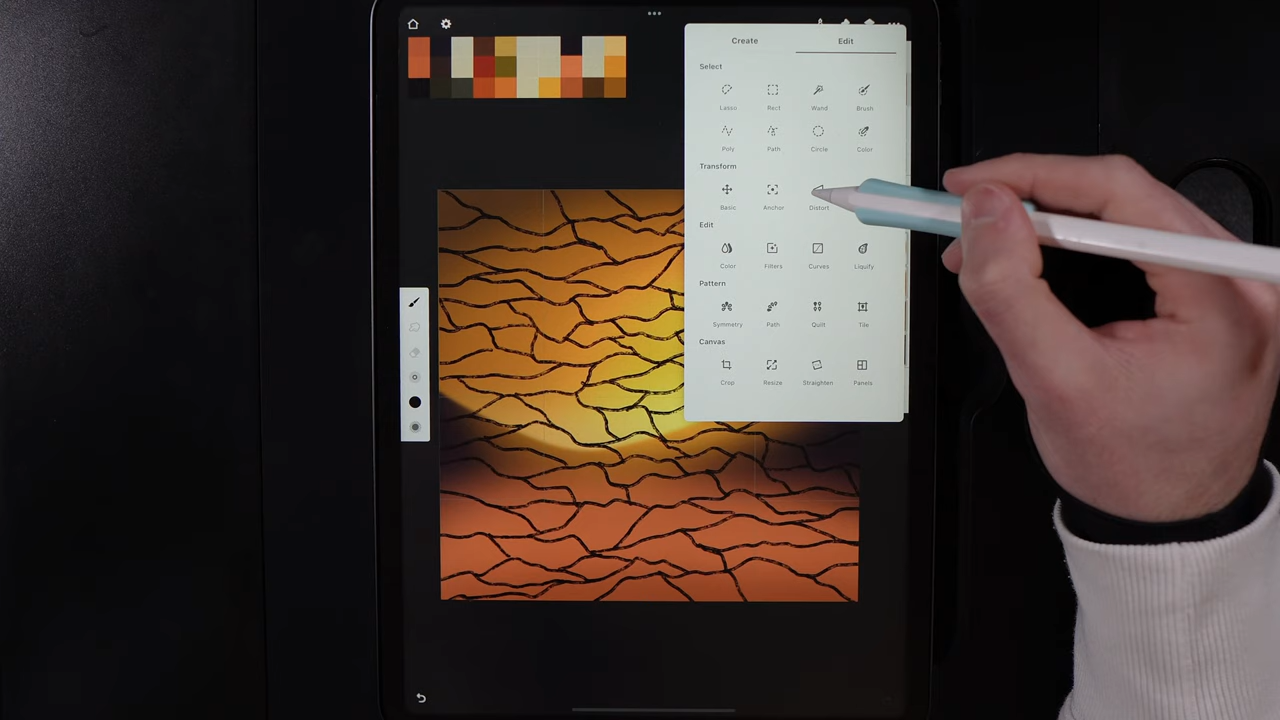 Create Edit
Select
Lasso Rect Wand Brush
Poly Path Circle Color
Transform
Basic Anchor Distort
Edit
Color Filters Curves Liquify
Pattern
Symmetry Path Quilt Tile
Canvas
Crop Resize Straighten Panels